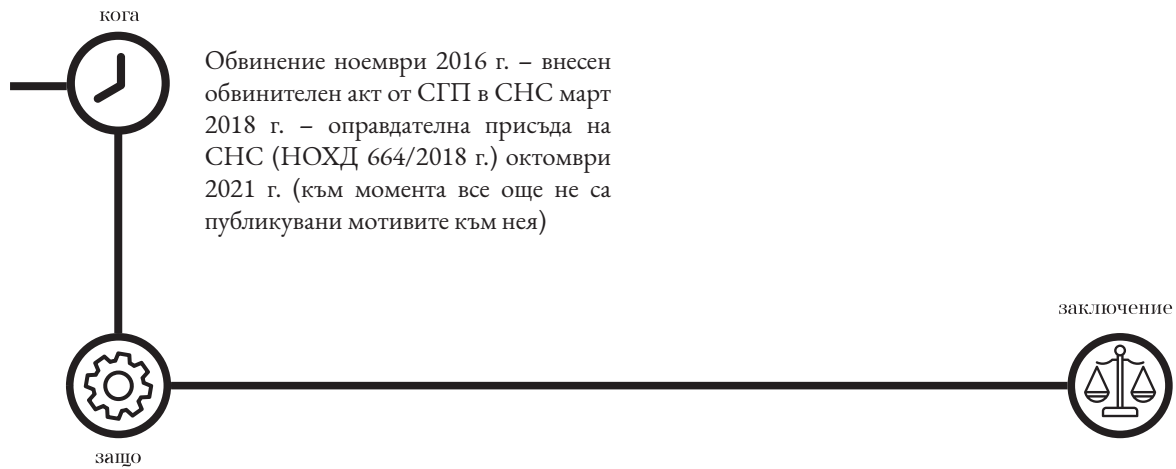 кога
Обвинение ноември 2016 г. – внесен
обвинителен акт от СГП в СНС март
2018 г. – оправдателна присъда на
СНС (НОХД 664/2018 г.) октомври
2021 г. (към момента все още не са
публикувани мотивите към нея)
заключение
защо